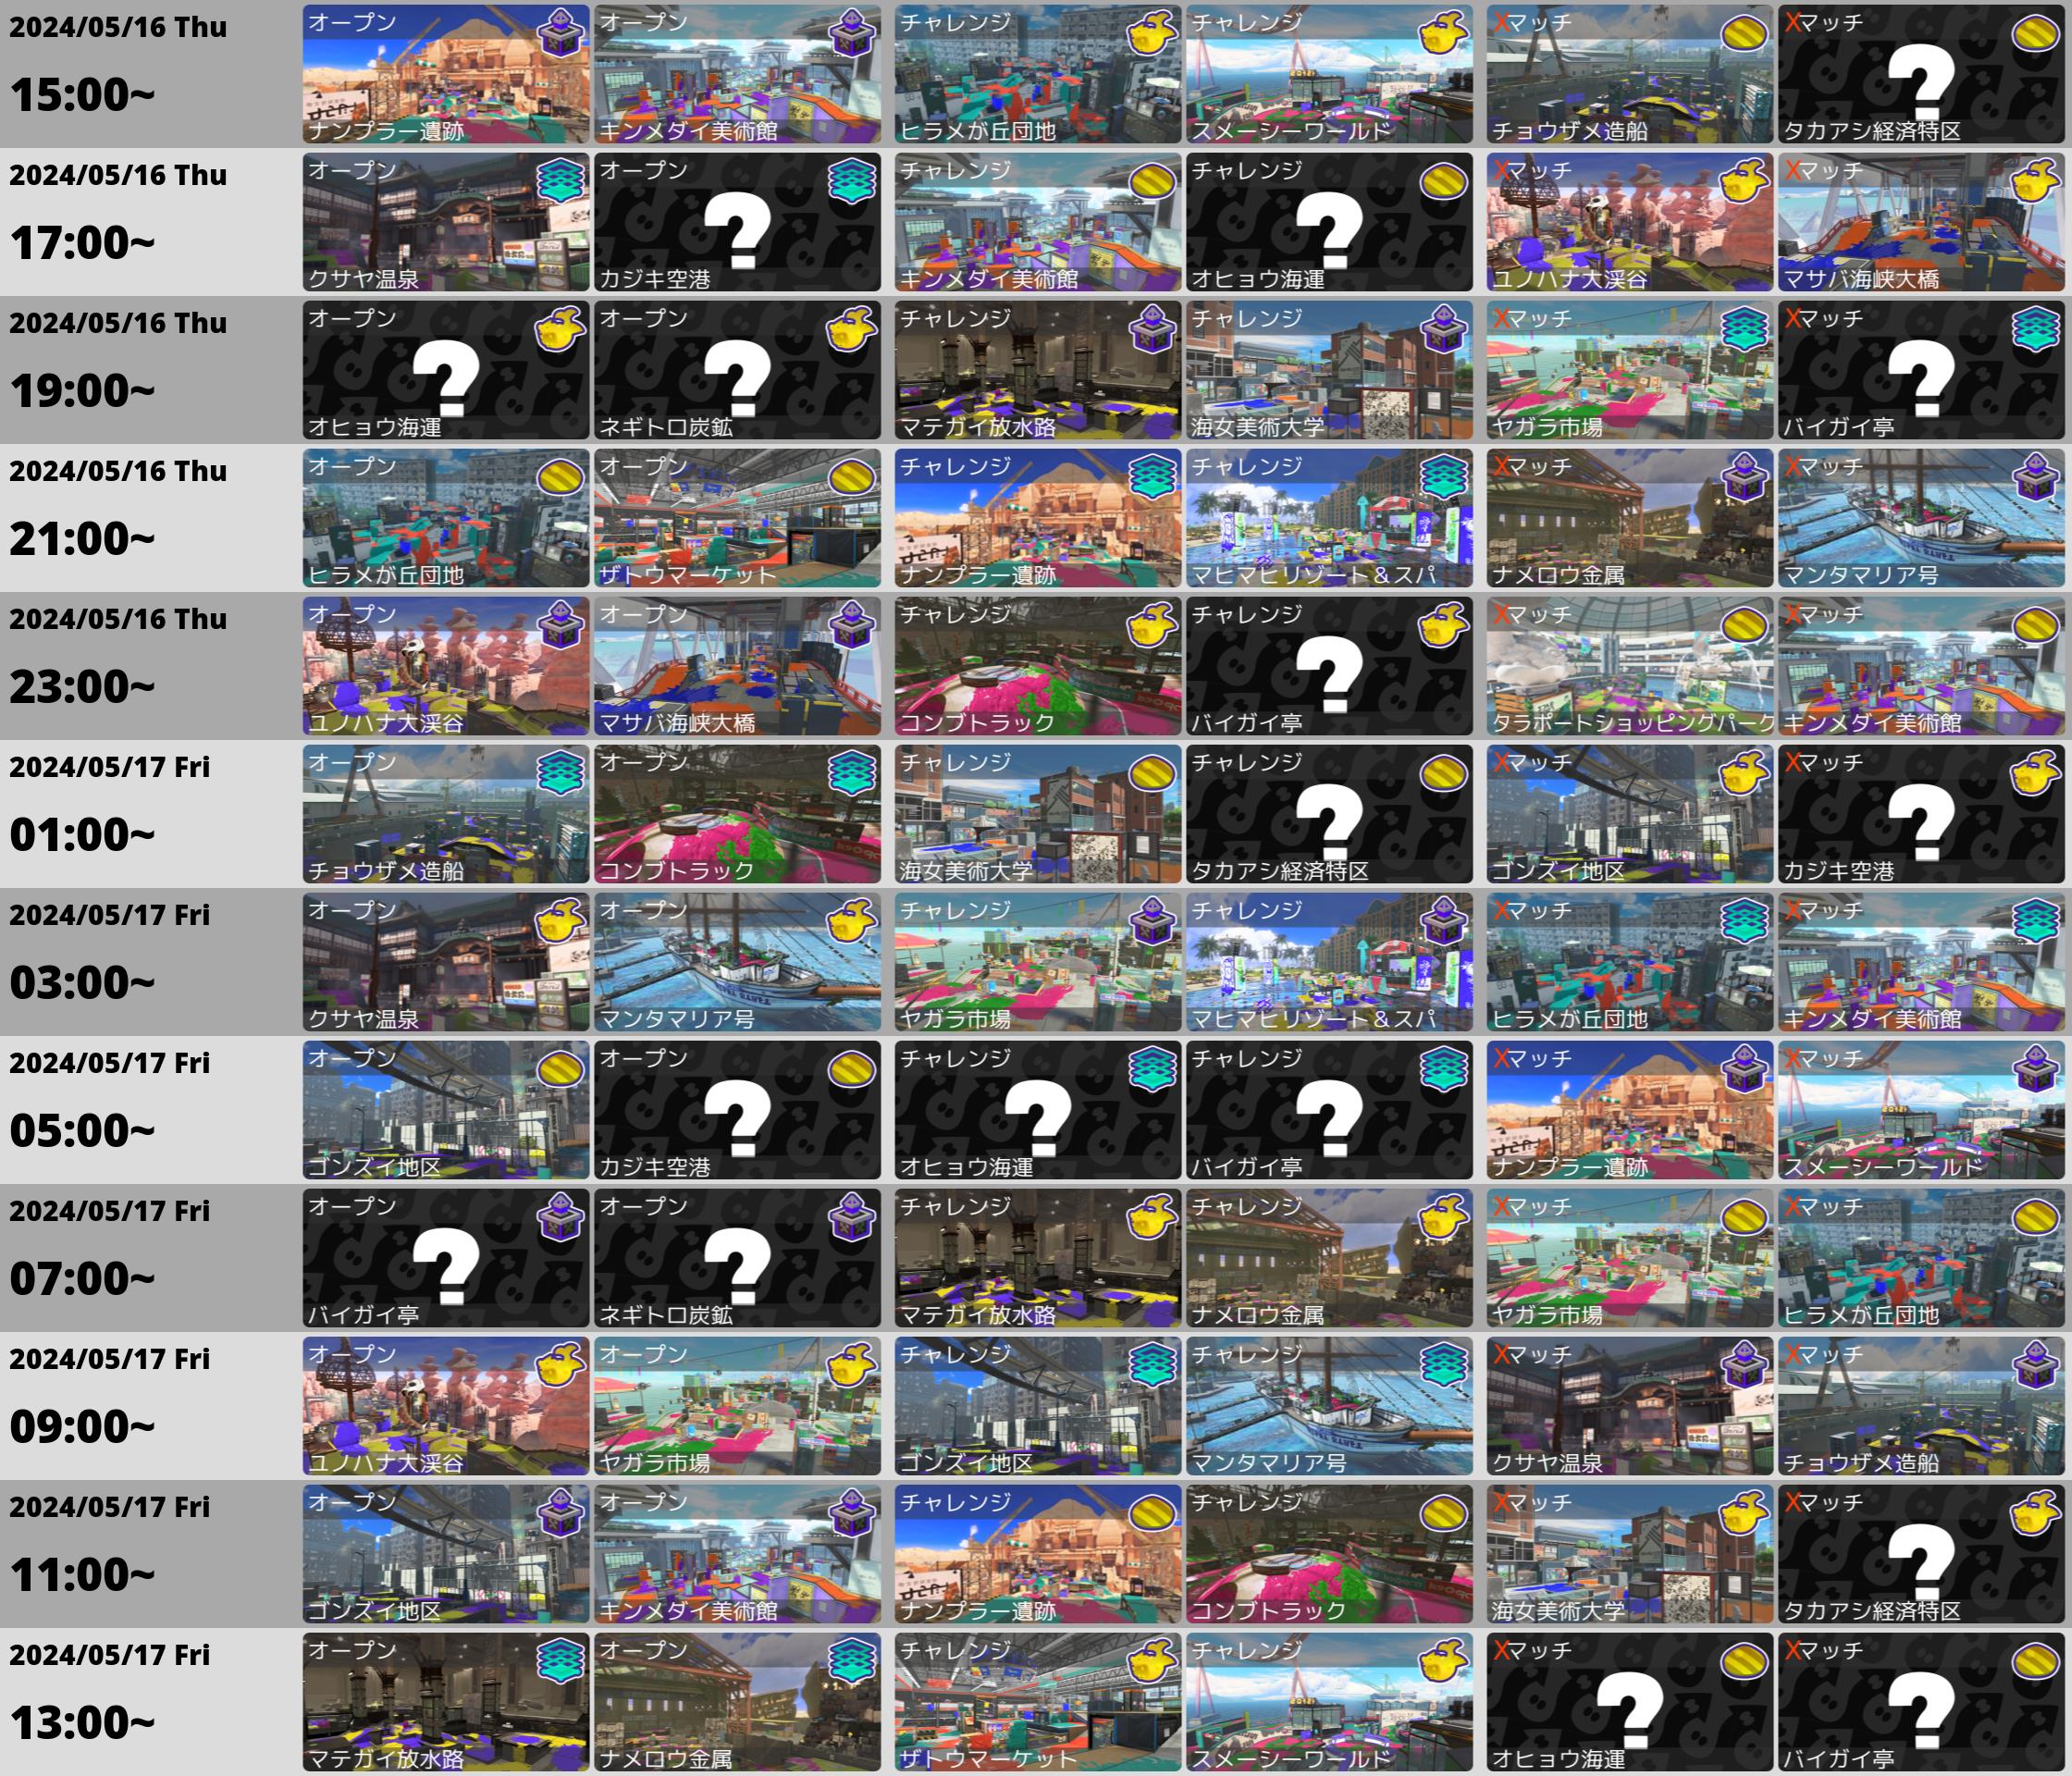 2024/05/16 Thu
15:00~
オープン
ナンプラー遺跡
オープン
キンメダイ美術館
チャレンジ
ヒラメが丘団地
チャレンジ
スメーシーワールド
Xマッチ
チョウザメ造船
Xマッチ
タカアシ経済特区
2024/05/16 Thu
17:00~
オープン
クサヤ温泉
オープン
カジキ空港
チャレンジ
キンメダイ美術館
チャレンジ
オヒョウ海運
Xマッチ
ユノハナ大渓谷
Xマッチ
マサバ海峡大橋
2024/05/16 Thu
19:00~
オープン
オヒョウ海運
オープン
ネギトロ炭鉱
チャレンジ
マテガイ放水路
チャレンジ
海女美術大学
Xマッチ
ヤガラ市場
Xマッチ
バイガイ亭
2024/05/16 Thu
21:00~
オープン
ヒラメが丘団地
オープン
ザトウマーケット
チャレンジ
ナンプラー遺跡
チャレンジ
マヒマヒリゾート&スパ
Xマッチ
ナメロウ金属
Xマッチ
マンタマリア号
2024/05/16 Thu
23:00~
オープン
ユノハナ大渓谷
オープン
マサバ海峡大橋
チャレンジ
コンブトラック
チャレンジ
バイガイ亭
Xマッチ
タラポートショッピングパーク
Xマッチ
キンメダイ美術館
2024/05/17 Fri
01:00~
オープン
チョウザメ造船
オープン
コンブトラック
チャレンジ
海女美術大学
チャレンジ
タカアシ経済特区
Xマッチ
ゴンズイ地区
Xマッチ
カジキ空港
2024/05/17 Fri
03:00~
オープン
クサヤ温泉
オープン
マンタマリア号
チャレンジ
ヤガラ市場
チャレンジ
マヒマヒリゾート&スパ
Xマッチ
ヒラメが丘団地
Xマッチ
キンメダイ美術館
2024/05/17 Fri
05:00~
オープン
ゴンズイ地区
オープン
カジキ空港
チャレンジ
オヒョウ海運
チャレンジ
バイガイ亭
Xマッチ
ナンプラー遺跡
Xマッチ
スメーシーワールド
2024/05/17 Fri
07:00~
オープン
バイガイ亭
オープン
ネギトロ炭鉱
チャレンジ
マテガイ放水路
チャレンジ
ナメロウ金属
Xマッチ
ヤガラ市場
Xマッチ
ヒラメが丘団地
2024/05/17 Fri
09:00~
オープン
ユノハナ大渓谷
オープン
ヤガラ市場
チャレンジ
ゴンズイ地区
チャレンジ
マンタマリア号
Xマッチ
クサヤ温泉
Xマッチ
チョウザメ造船
2024/05/17 Fri
11:00~
オープン
ゴンズイ地区
オープン
キンメダイ美術館
チャレンジ
ナンプラー遺跡
チャレンジ
コンブトラック
Xマッチ
海女美術大学
Xマッチ
タカアシ経済特区
2024/05/17 Fri
13:00~
オープン
マテガイ放水路
オープン
ナメロウ金属
チャレンジ
ザトウマーケット
チャレンジ
スメーシーワールド
Xマッチ
オヒョウ海運
Xマッチ
バイガイ亭